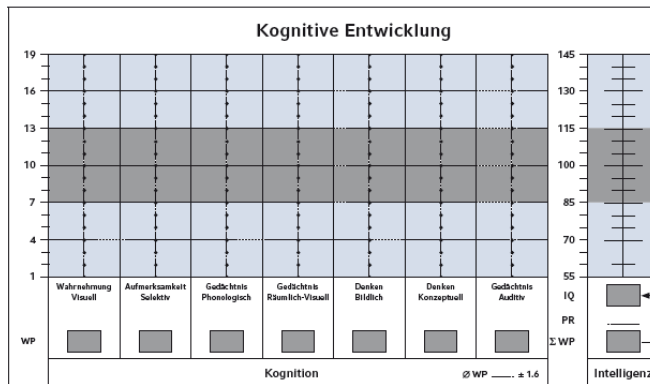 Kognitive Entwicklung
19
16
13
10
7
4
1
145
130
115
100
85
70
55
Wahrnehmung Visuell
Aufmerksamkeit Selektiv
Gedächtnis Phonologisch
Gedächtnis Räumlich-Visuell
Denken Bildlich
Denken Konzeptuell
Gedächtnis Auditiv
IQ
PR
WP
Σ WP
Kognition
Ø WP ____ ± 1.6
Intelligenz